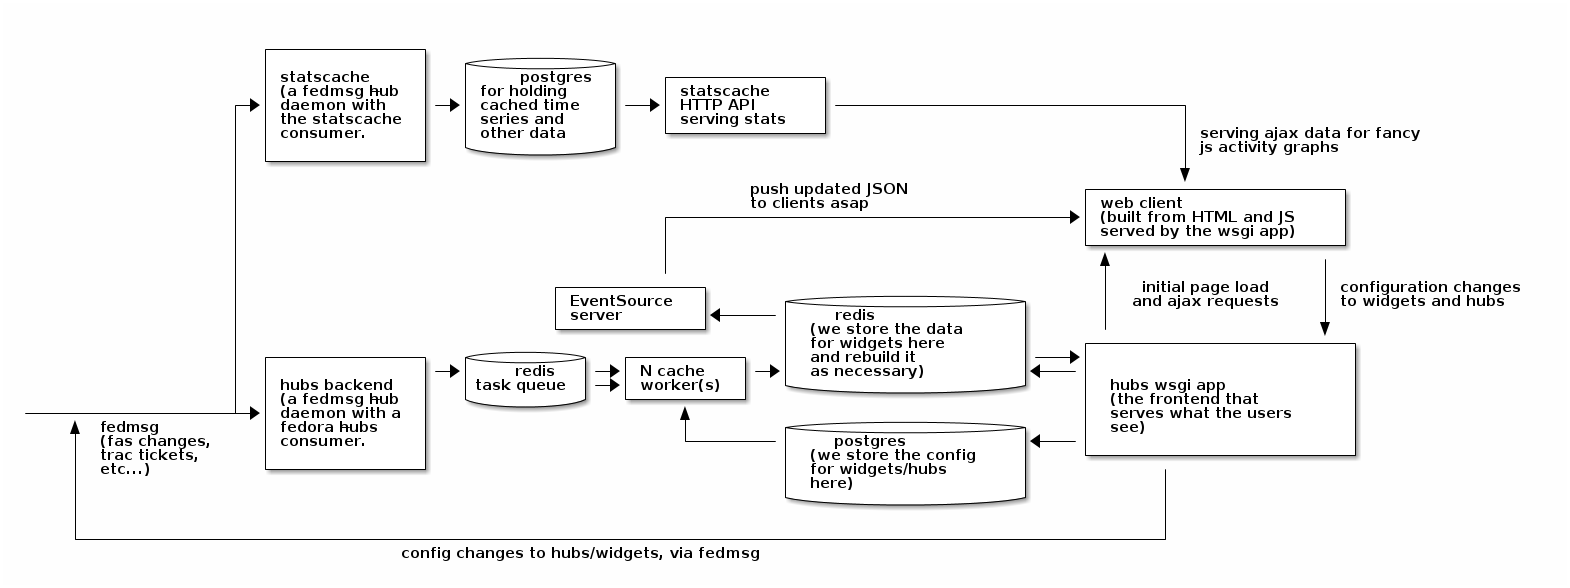 statscache
(a fedmsg-hub
daemon with
the statscache
consumer.
postgres
for holding
cached time
series and
other data
statscache
HTTP API
serving stats
serving ajax data for fancy
js activity graphs
push updated JSON
to clients asap
web client
(built from HTML and JS
served by the wsgi app)
initial page load
and ajax requests
configuration changes
to widgets and hubs
EventSource
server
redis
(we store the data
for widgets here
and rebuild it
as necessary)
hubs backend
(a fedmsg-hub
daemon with a
fedora-hubs
consumer.
redis
task queue
N cache
worker(s)
hubs wsgi app
(the frontend that
serves what the users
see)
fedmsg
(fas changes,
trac tickets,
etc...)
postgres
(we store the config
for widgets/hubs
here)
config changes to hubs/widgets, via fedmsg